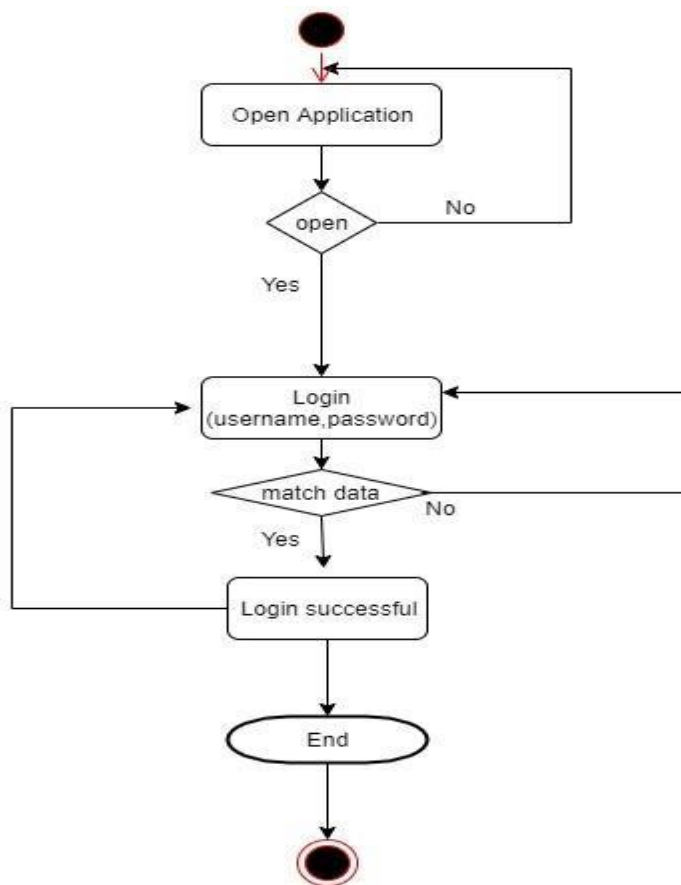 Open Application
open
No
Yes
Login
(username,password)
match data
No
Yes
Login successful
End